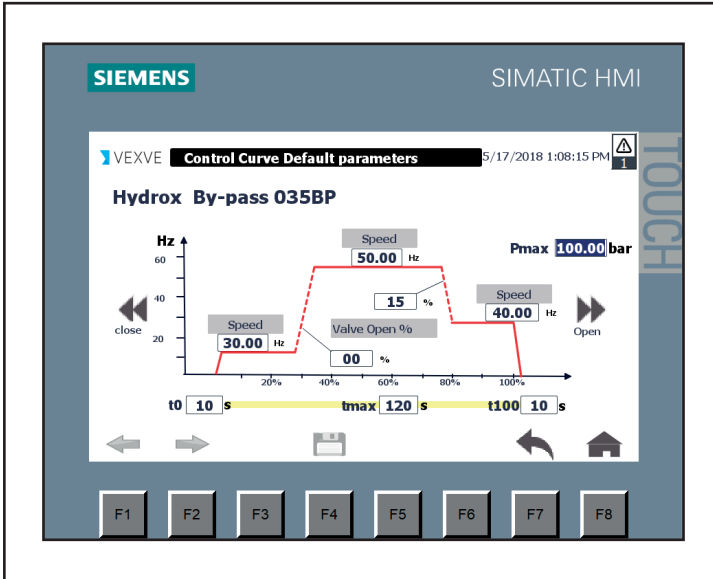 SIEMENS
SIMATIC HMI
TOUCH
VEXVE
Control Curve Default parameters
5/17/2018 1:08:15 PM
1
Hydrox By-pass 035BP
Hz
60
40
20
Speed
50.00 Hz
Pmax 100.00 bar
15 %
Speed
40.00 Hz
close
Open
Speed
30.00 Hz
Valve Open %
00 %
20% 40% 60% 80% 100%
t0 10 s
tmax 120 s
t100 10 s
F1 F2 F3 F4 F5 F6 F7 F8